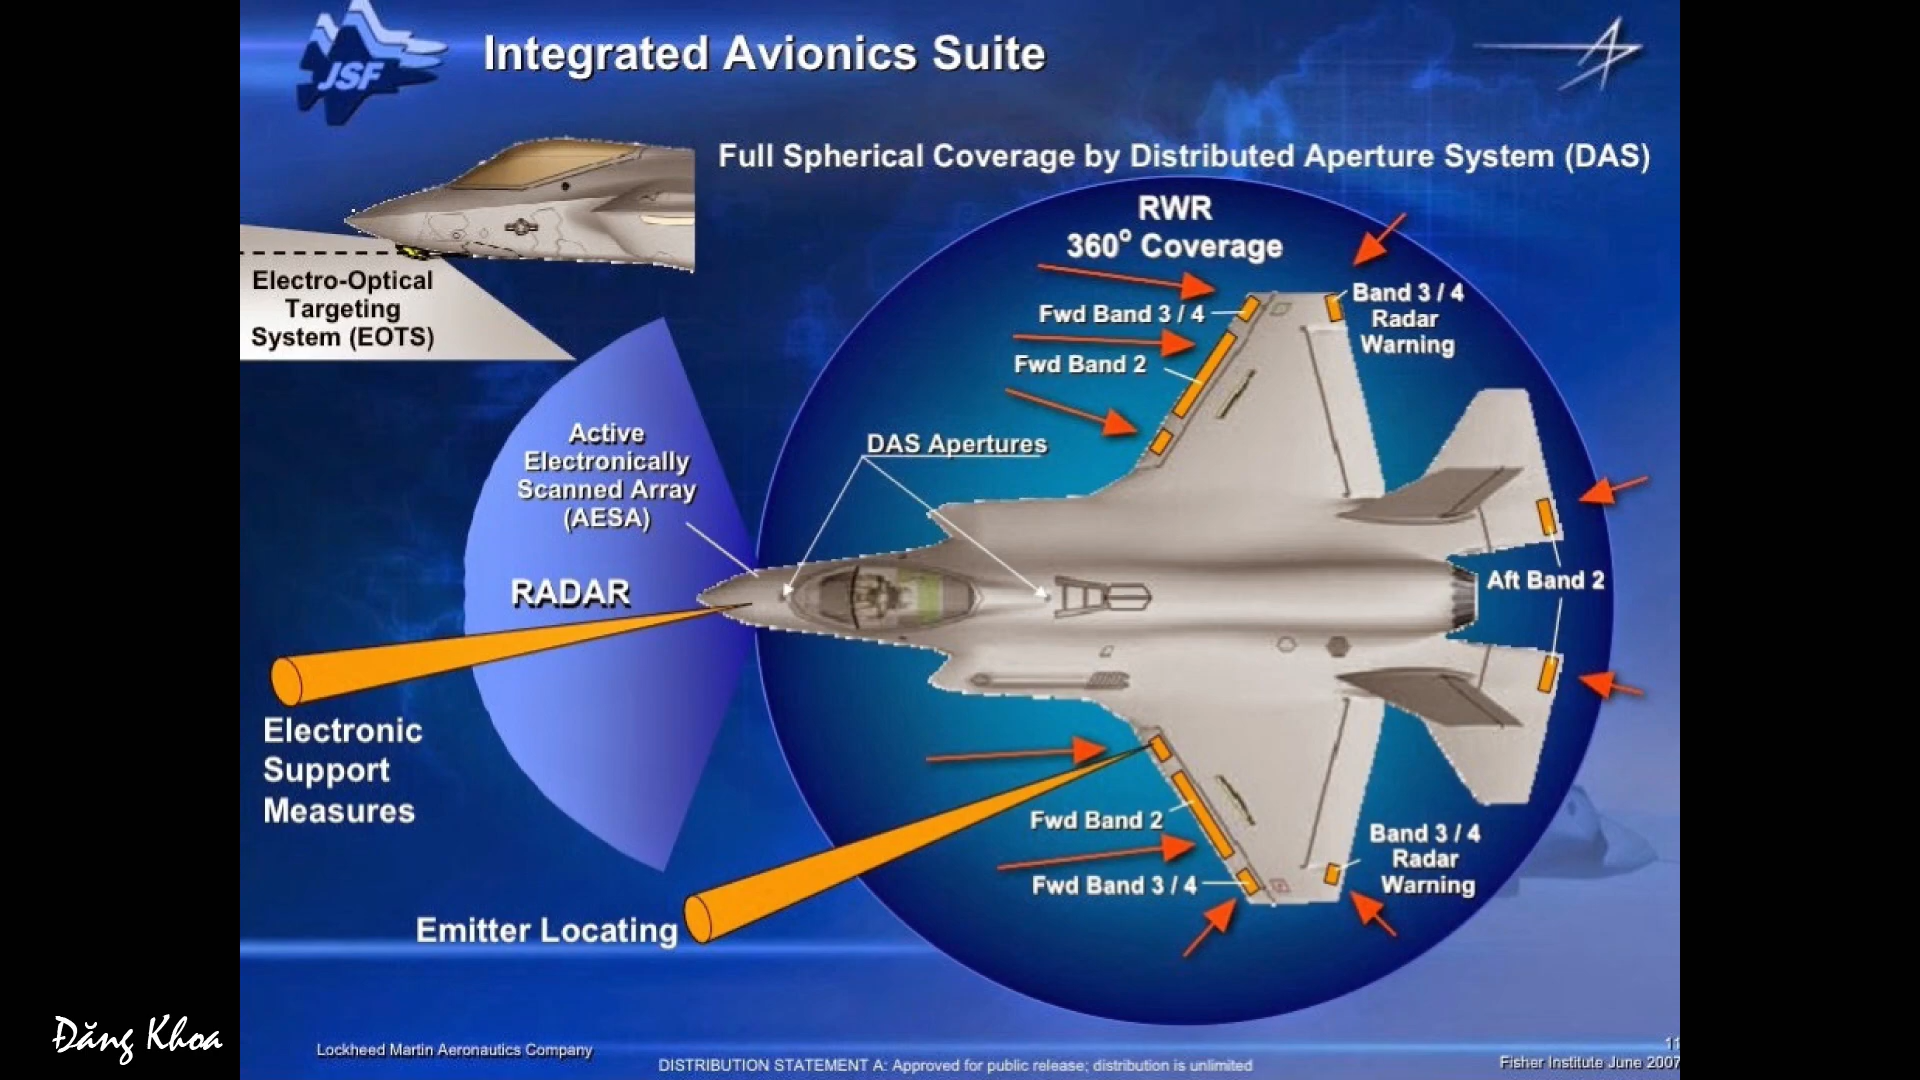 JSF
Integrated Avionics Suite
Full Spherical Coverage by Distributed Aperture System (DAS)
RWR
360° Coverage
Electro-Optical
Targeting
System (EOTS)
Fwd Band 3 / 4
Band 3 / 4
Radar
Warning
Fwd Band 2
Active
Electronically
Scanned Array
(AESA)
DAS Apertures
RADAR
Aft Band 2
Electronic
Support
Measures
Fwd Band 2
Band 3 / 4
Radar
Warning
Fwd Band 3 / 4
Emitter Locating
Đăng Khoa
Lockheed Martin Aeronautics Company
DISTRIBUTION STATEMENT A: Approved for public release; distribution is unlimited
11
Fisher Institute June 2007